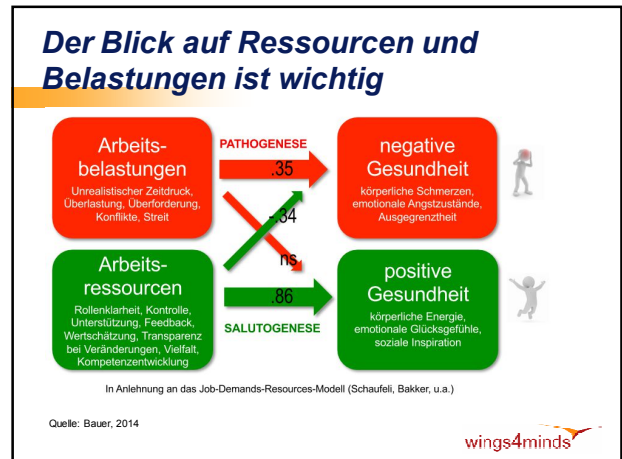 Der Blick auf Ressourcen und
Belastungen ist wichtig
Arbeits-
belastungen
Unrealistischer Zeitdruck,
Überlastung, Überforderung,
Konflikte, Streit
PATHOGENESE
.35
negative
Gesundheit
körperliche Schmerzen,
emotionale Angstzustände,
Ausgegrenztheit
-.34
ns
Arbeits-
ressourcen
Rollenklarheit, Kontrolle,
Unterstützung, Feedback,
Wertschätzung, Transparenz
bei Veränderungen, Vielfalt,
Kompetenzentwicklung
.86
SALUTOGENESE
positive
Gesundheit
körperliche Energie,
emotionale Glücksgefühle,
soziale Inspiration
In Anlehnung an das Job-Demands-Resources-Modell (Schaufeli, Bakker, u.a.)
Quelle: Bauer, 2014
wings4minds